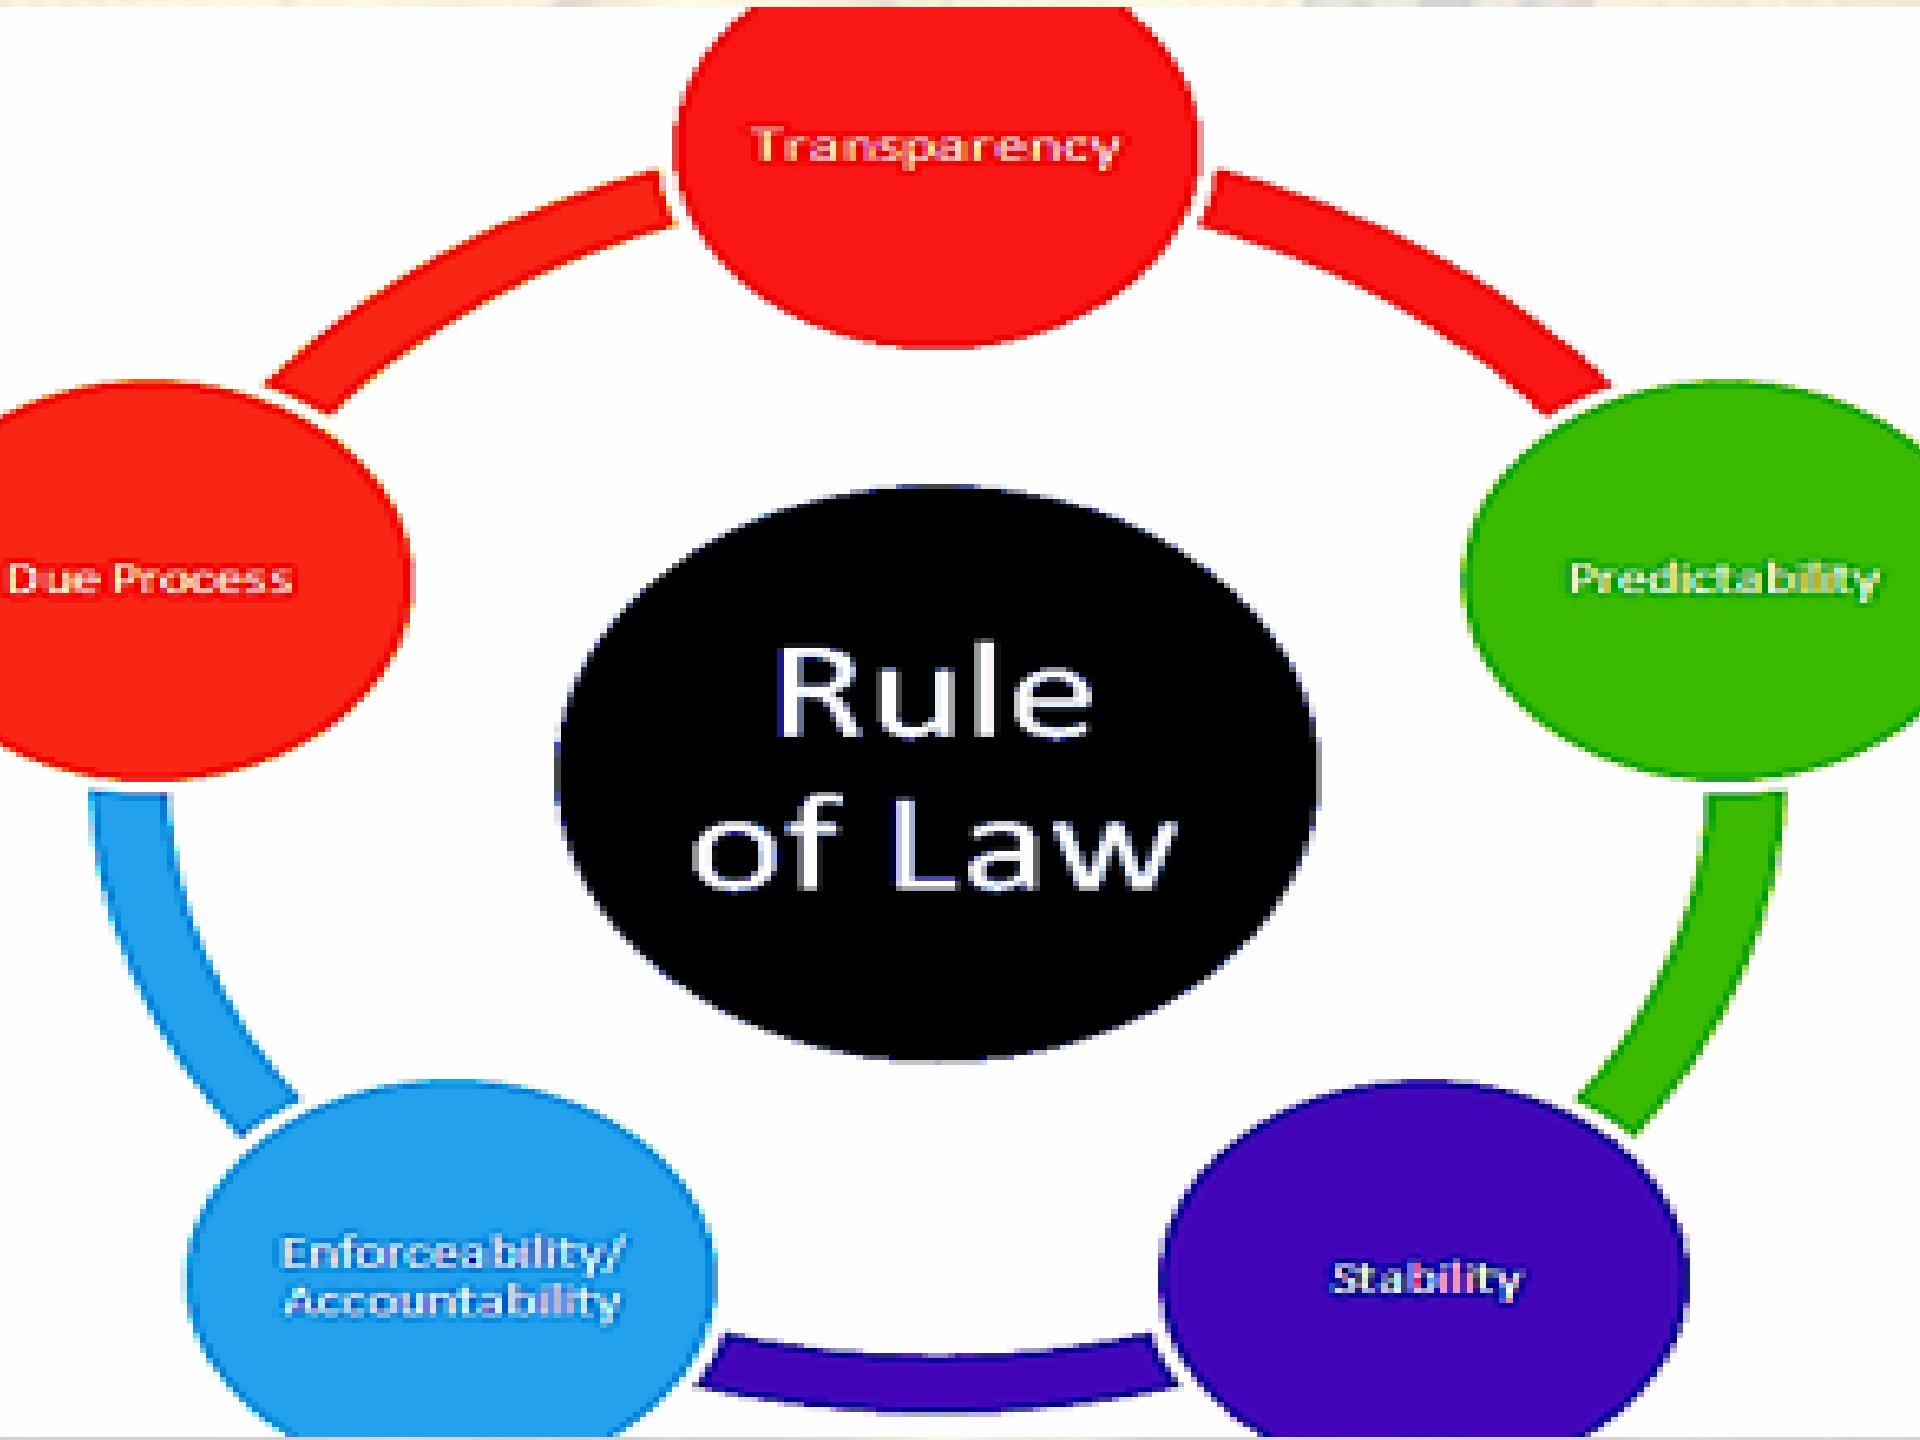 Transparency
Due Process
Predictability
Rule
of Law
Enforceability/
Accountability
Stability